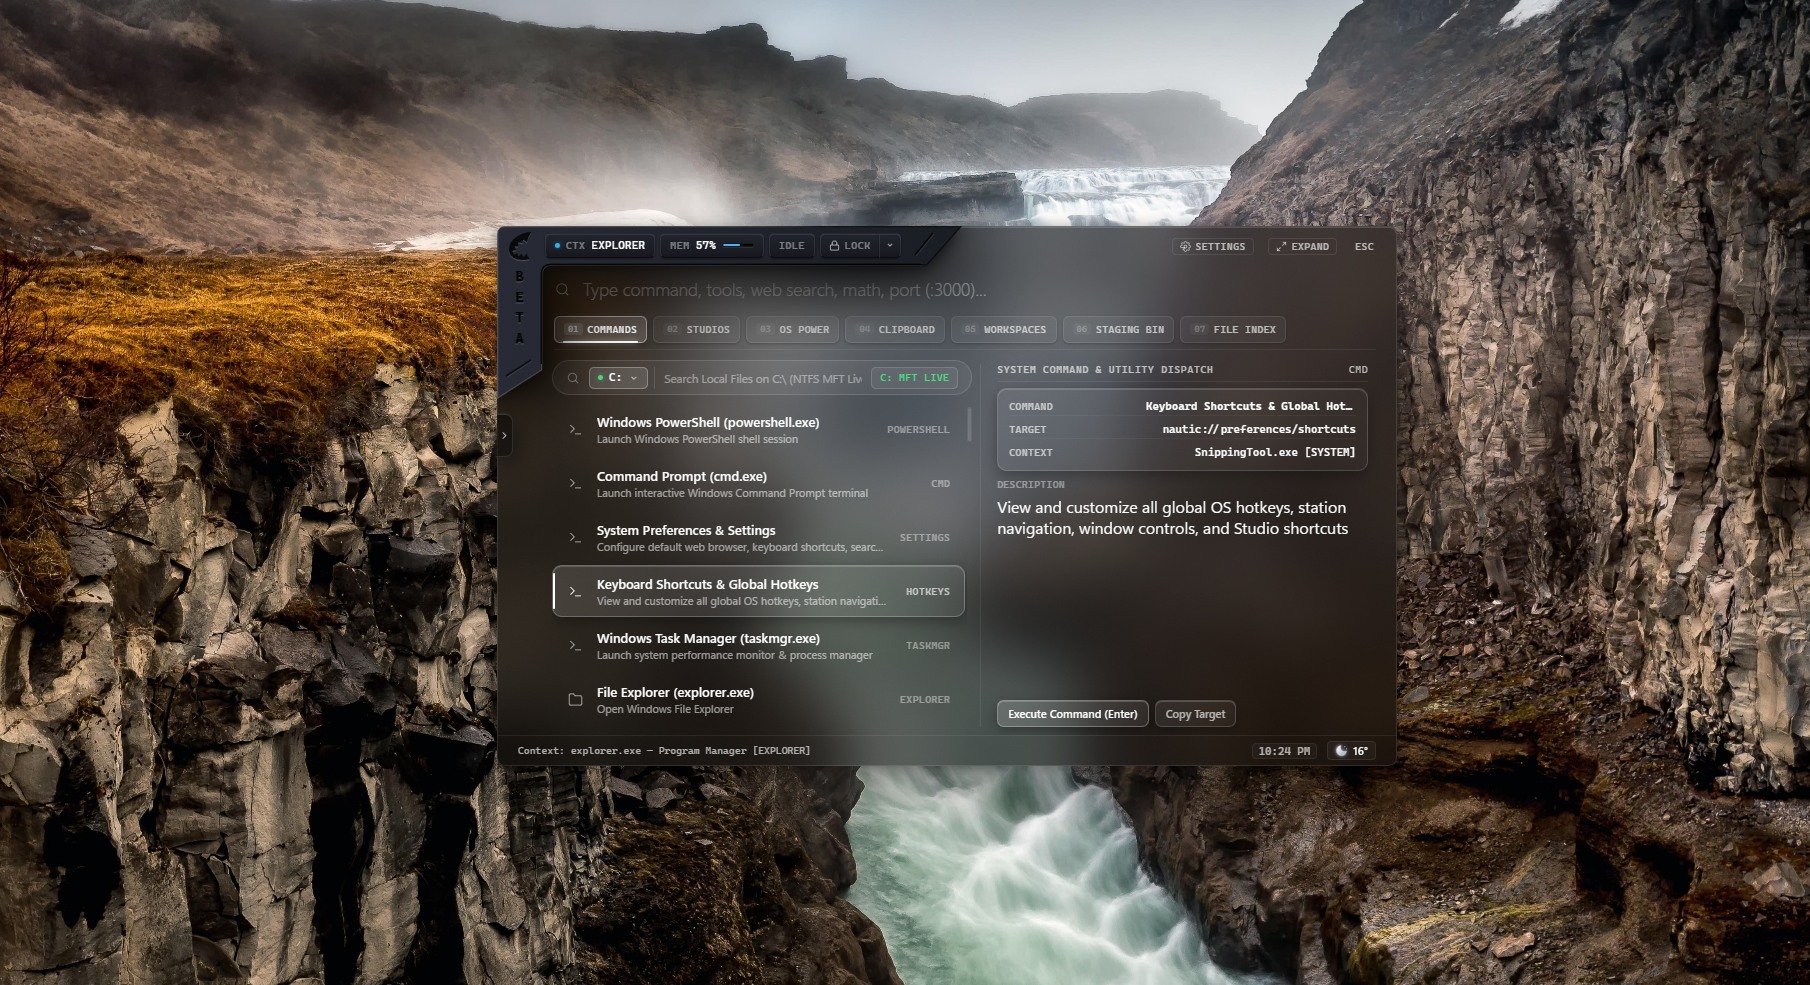 CTX EXPLORER
MEM 57%
IDLE
LOCK
SETTINGS
EXPAND
ESC
BETA
Type command, tools, web search, math, port (:3000)...
01 COMMANDS
02 STUDIOS
03 OS POWER
04 CLIPBOARD
05 WORKSPACES
06 STAGING BIN
07 FILE INDEX
C:
Search Local Files on C:\ (NTFS MFT Liv
C: MFT LIVE
Windows PowerShell (powershell.exe)
Launch Windows PowerShell shell session
POWERSHELL
Command Prompt (cmd.exe)
Launch interactive Windows Command Prompt terminal
CMD
System Preferences & Settings
Configure default web browser, keyboard shortcuts, searc...
SETTINGS
Keyboard Shortcuts & Global Hotkeys
View and customize all global OS hotkeys, station navigati...
HOTKEYS
Windows Task Manager (taskmgr.exe)
Launch system performance monitor & process manager
TASKMGR
File Explorer (explorer.exe)
Open Windows File Explorer
EXPLORER
SYSTEM COMMAND & UTILITY DISPATCH
CMD
COMMAND
Keyboard Shortcuts & Global Hot…
TARGET
nautic://preferences/shortcuts
CONTEXT
SnippingTool.exe [SYSTEM]
DESCRIPTION
View and customize all global OS hotkeys, station
navigation, window controls, and Studio shortcuts
Execute Command (Enter)
Copy Target
Context: explorer.exe — Program Manager [EXPLORER]
10:24 PM
16°